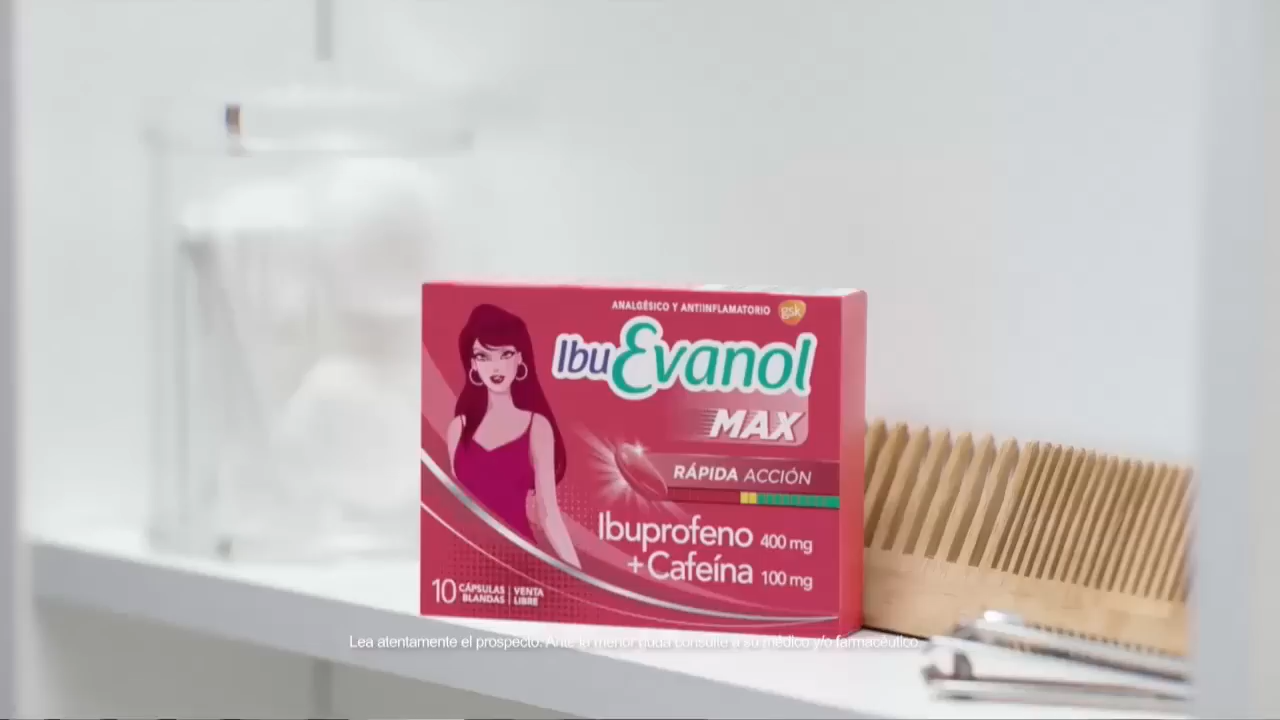 ANALGÉSICO Y ANTIINFLAMATORIO gsk
IbuEvanol
MAX
RÁPIDA ACCIÓN
Ibuprofeno 400 mg
+Cafeína 100 mg
10 CÁPSULAS BLANDAS VENTA LIBRE
Lea atentamente el prospecto. Ante la menor duda consulte a su médico y/o farmacéutico.